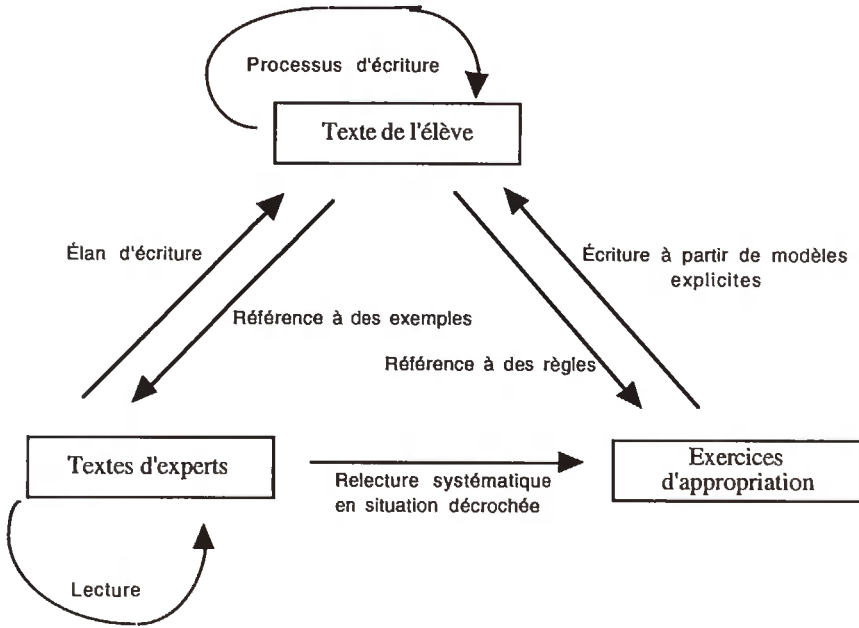 Processus d'écriture
Texte de l'élève
Élan d'écriture
Écriture à partir de modèles
explicites
Référence à des exemples
Référence à des règles
Textes d'experts
Relecture systématique
en situation décrochée
Exercices
d'appropriation
Lecture